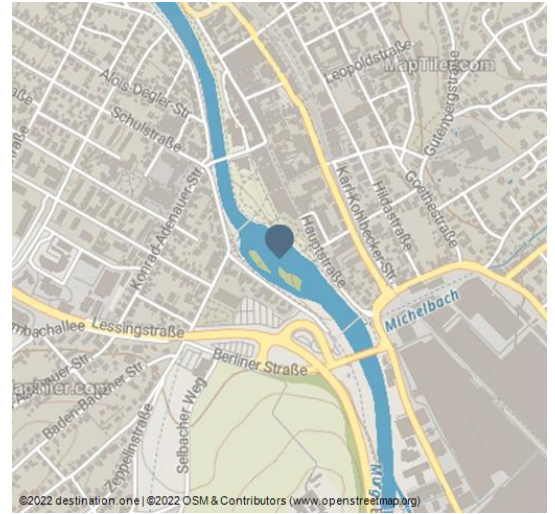 Leopoldstraße
MapTiler.com
Gutenbergstraße
Alois-Degler-Str.
Schulstraße
Konrad-Adenauer-Str.
Karl-Kohlbecker-Str.
Hildastraße
Goethestraße
Hauptstraße
Michelbach
mbachallee
Lessingstraße
Berliner Straße
Baden-Badener Str.
Zeppelinstraße
Selbacher Weg
©2022 destination.one | ©2022 OSM & Contributors (www.openstreetmap.org)